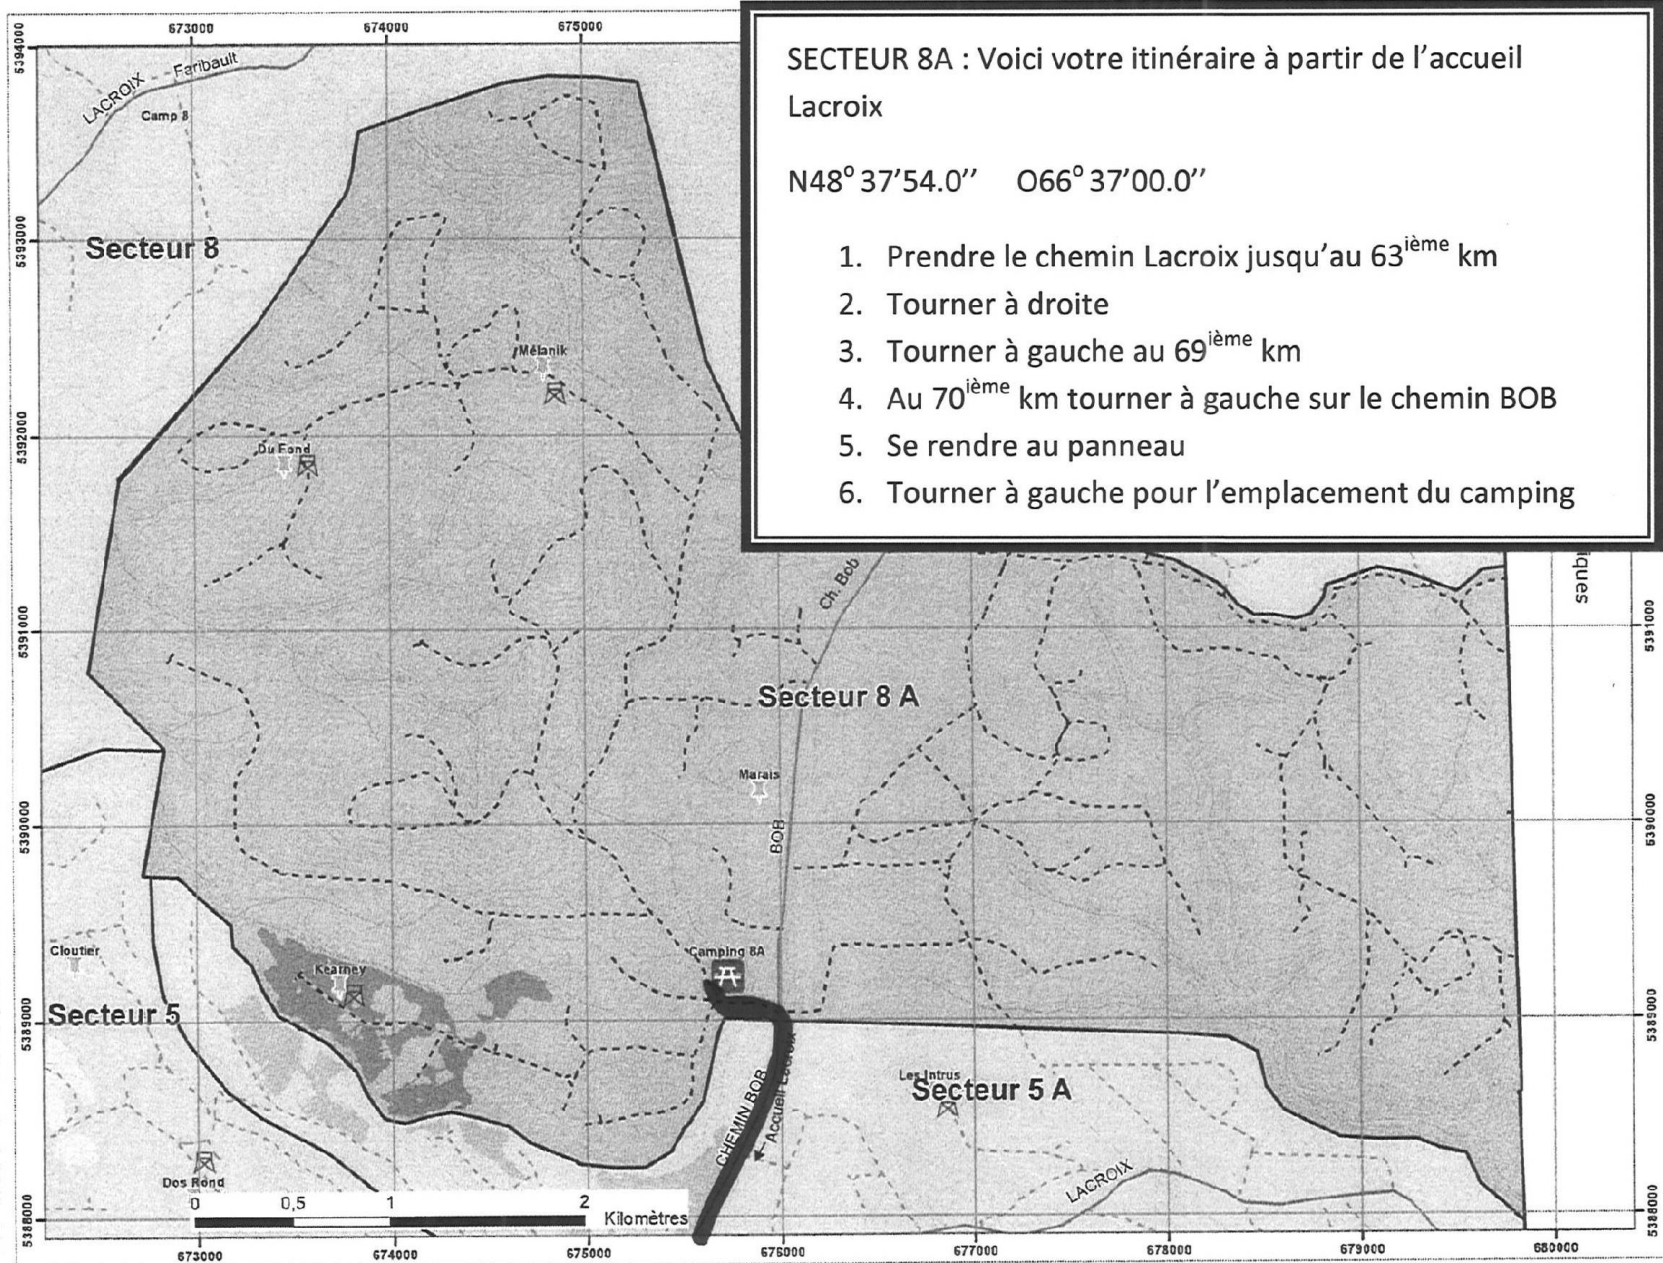 SECTEUR 8A : Voici votre itinéraire à partir de l'accueil
Lacroix
N48° 37'54.0'' O66° 37'00.0''
1. Prendre le chemin Lacroix jusqu'au 63ième km
2. Tourner à droite
3. Tourner à gauche au 69ième km
4. Au 70ième km tourner à gauche sur le chemin BOB
5. Se rendre au panneau
6. Tourner à gauche pour l'emplacement du camping
673000 674000 675000
5394000
LACROIX
Faribault
Camp 8
5393000
Secteur 8
Mélanik
5392000
Du Fond
Ch. Bob
iques
5391000
5391000
Secteur 8 A
Marais
5390000
BOB
5390000
Cloutier
Kearney
Camping 8A
Secteur 5
5389000
5389000
Accueil Lacroix
CHEMIN BOB
Les Intrus
Secteur 5 A
Dos Rond
LACROIX
5388000
5388000
0 0,5 1 2
Kilomètres
673000 674000 675000 676000 677000 678000 679000 680000